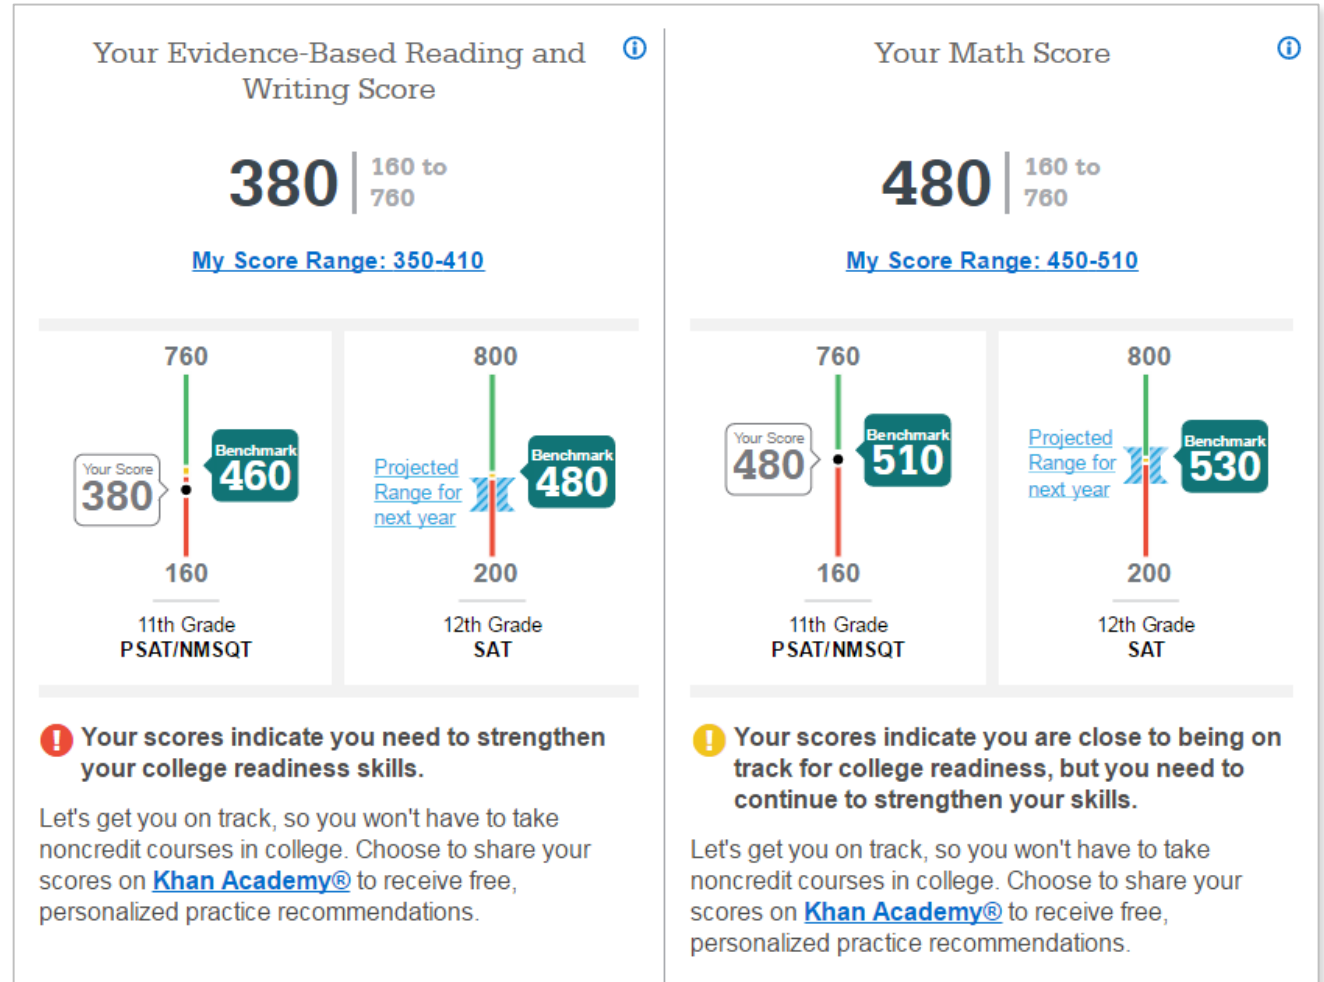 Your Evidence-Based Reading and
Writing Score
380
160 to
760
My Score Range: 350-410
760
Your Score
380
Benchmark
460
160
11th Grade
PSAT/NMSQT
800
Projected
Range for
next year
Benchmark
480
200
12th Grade
SAT
Your scores indicate you need to strengthen
your college readiness skills.
Let's get you on track, so you won't have to take
noncredit courses in college. Choose to share your
scores on Khan Academy® to receive free,
personalized practice recommendations.
Your Math Score
480
160 to
760
My Score Range: 450-510
760
Your Score
480
Benchmark
510
160
11th Grade
PSAT/NMSQT
800
Projected
Range for
next year
Benchmark
530
200
12th Grade
SAT
Your scores indicate you are close to being on
track for college readiness, but you need to
continue to strengthen your skills.
Let's get you on track, so you won't have to take
noncredit courses in college. Choose to share your
scores on Khan Academy® to receive free,
personalized practice recommendations.